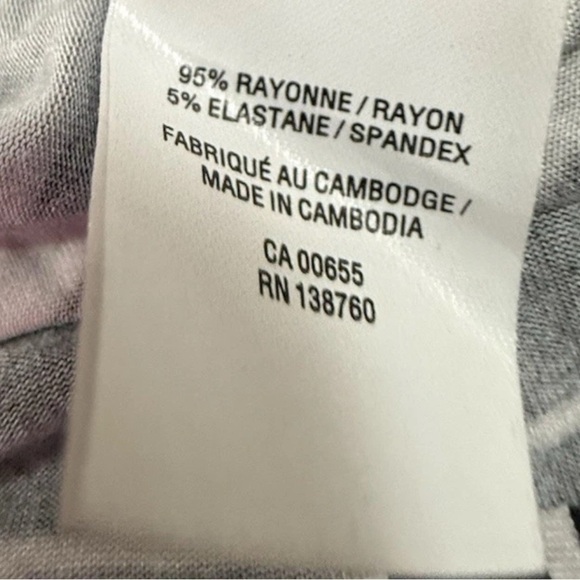 95% RAYONNE / RAYON
5% ELASTANE / SPANDEX
FABRIQUÉ AU CAMBODGE /
MADE IN CAMBODIA
CA 00655
RN 138760